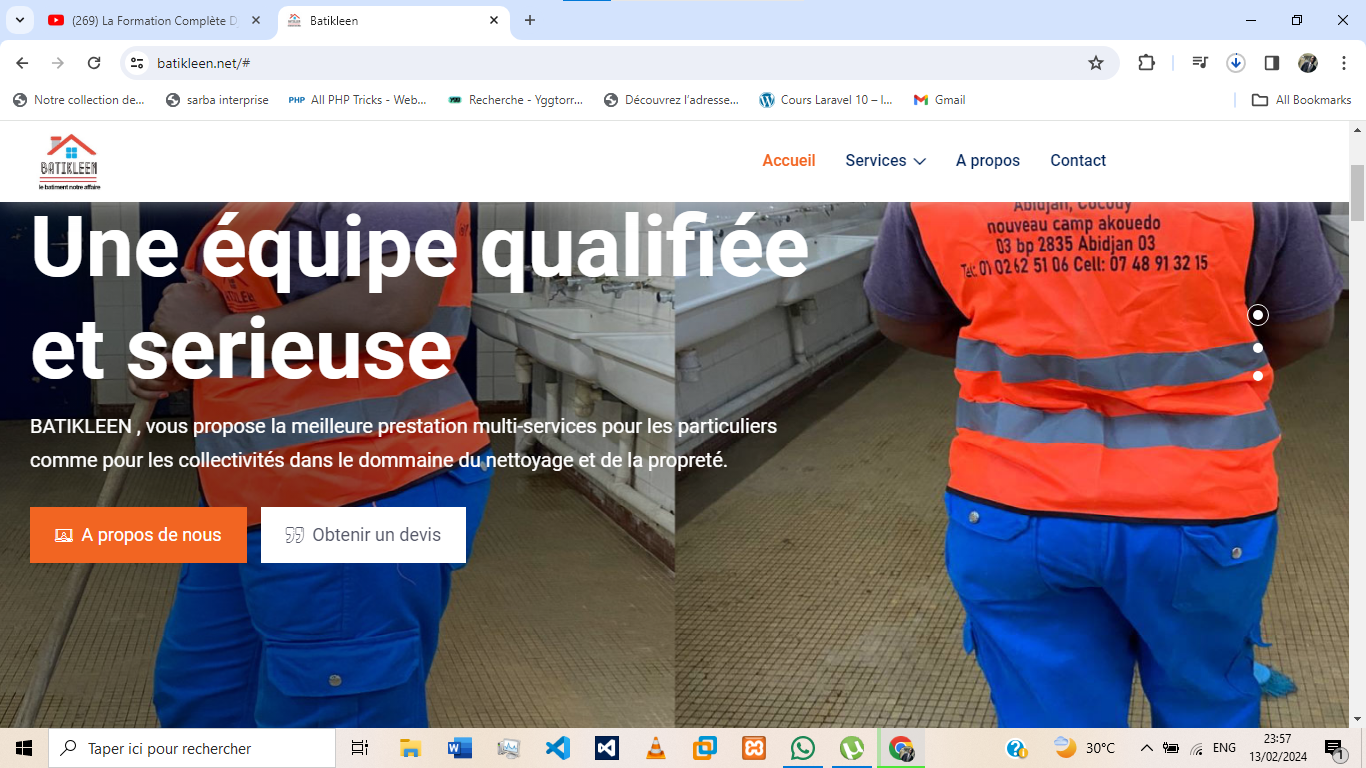 (269) La Formation Complète D
Batikleen
batikleen.net/#
Notre collection de...
sarba interprise
PHP
All PHP Tricks - Web...
Recherche - Yggtorr...
Découvrez l'adresse...
Cours Laravel 10 – I...
Gmail
All Bookmarks
BATIKLEEN
le batiment notre affaire
Accueil
Services
A propos
Contact
Une équipe qualifiée
et serieuse
BATIKLEEN , vous propose la meilleure prestation multi-services pour les particuliers
comme pour les collectivités dans le dommaine du nettoyage et de la propreté.
A propos de nous
Obtenir un devis
Abidjan, Cocody
nouveau camp akouedo
03 bp 2835 Abidjan 03
Tel: 01 02 62 51 06 Cell: 07 48 91 32 15
Taper ici pour rechercher
30°C
ENG
23:57
13/02/2024
1